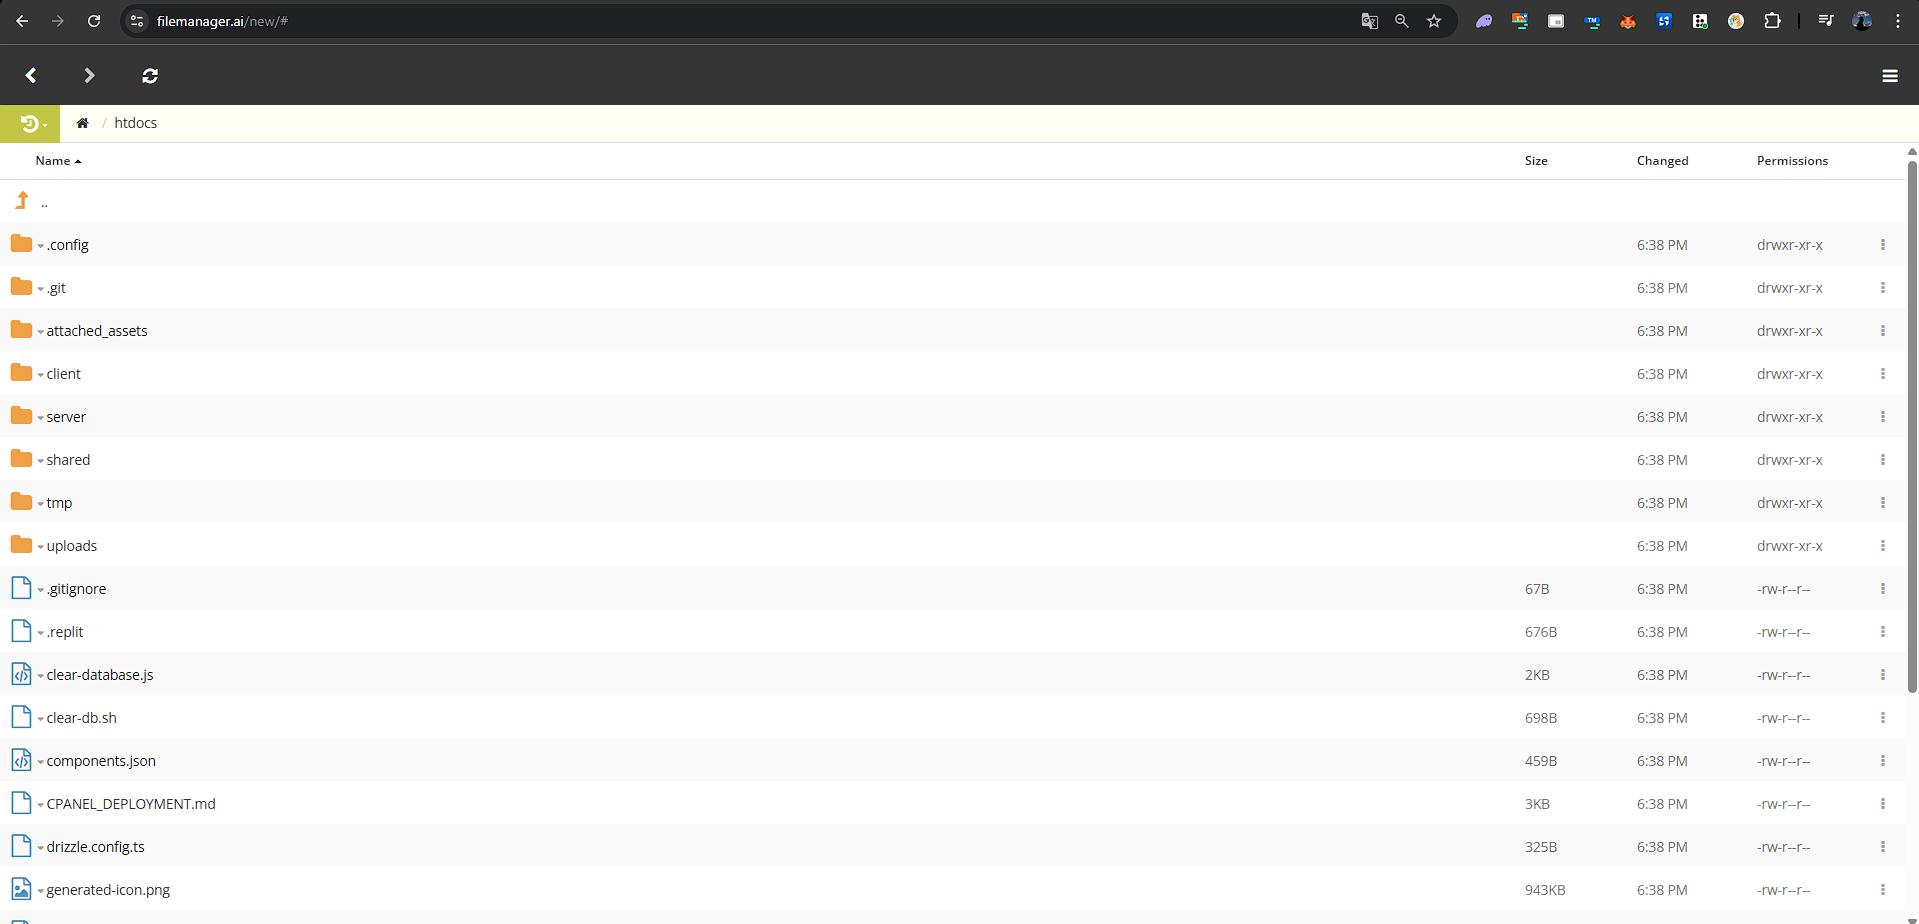 filemanager.ai/new/#
/ htdocs
Name Size Changed Permissions
..
.config 6:38 PM drwxr-xr-x
.git 6:38 PM drwxr-xr-x
attached_assets 6:38 PM drwxr-xr-x
client 6:38 PM drwxr-xr-x
server 6:38 PM drwxr-xr-x
shared 6:38 PM drwxr-xr-x
tmp 6:38 PM drwxr-xr-x
uploads 6:38 PM drwxr-xr-x
.gitignore 67B 6:38 PM -rw-r--r--
.replit 676B 6:38 PM -rw-r--r--
clear-database.js 2KB 6:38 PM -rw-r--r--
clear-db.sh 698B 6:38 PM -rw-r--r--
components.json 459B 6:38 PM -rw-r--r--
CPANEL_DEPLOYMENT.md 3KB 6:38 PM -rw-r--r--
drizzle.config.ts 325B 6:38 PM -rw-r--r--
generated-icon.png 943KB 6:38 PM -rw-r--r--